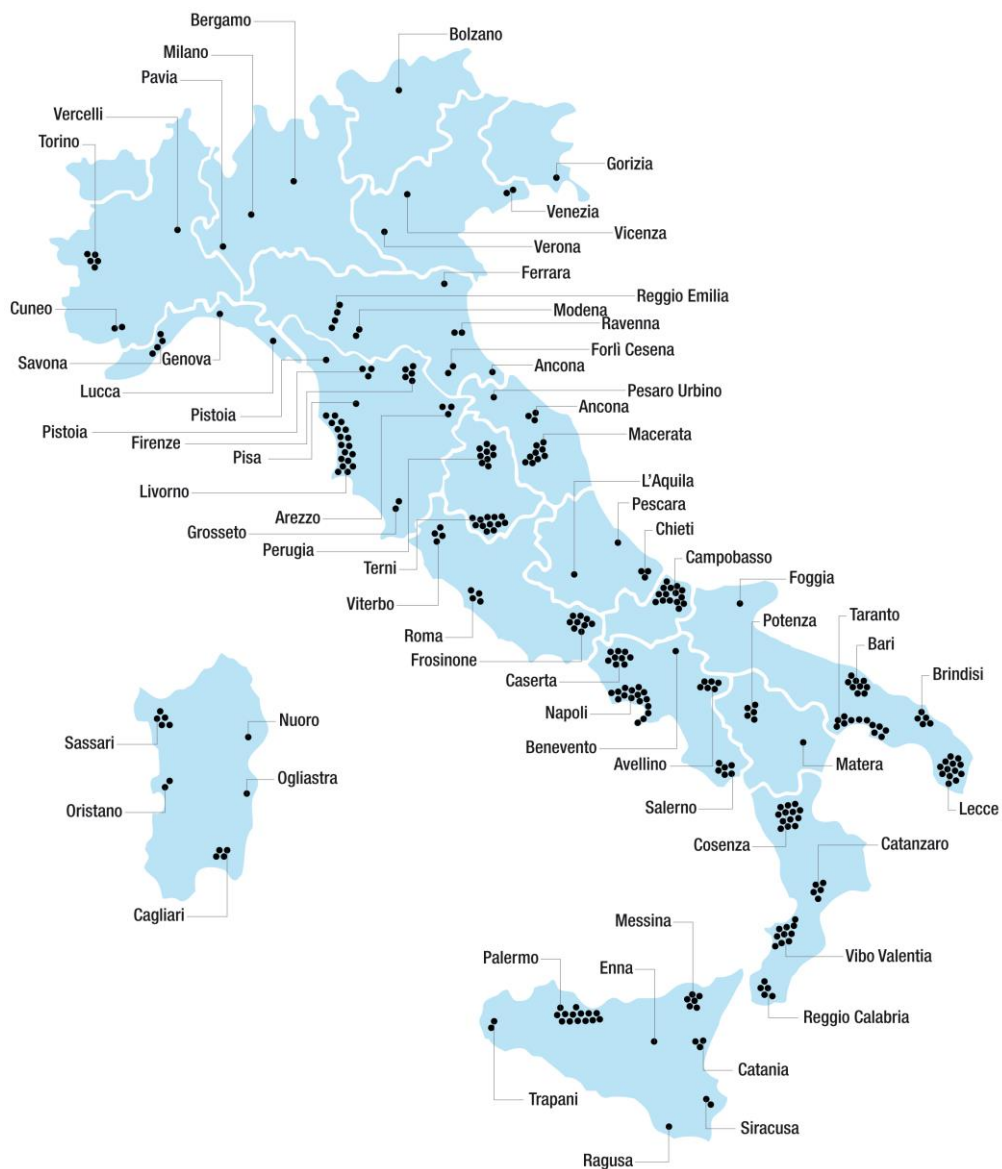 Bergamo
Bolzano
Milano
Pavia
Vercelli
Torino
Gorizia
Venezia
Vicenza
Verona
Ferrara
Reggio Emilia
Cuneo
Modena
Ravenna
Savona
Genova
Forlì Cesena
Lucca
Ancona
Pesaro Urbino
Pistoia
Ancona
Pistoia
Firenze
Macerata
Pisa
L'Aquila
Livorno
Pescara
Arezzo
Chieti
Grosseto
Perugia
Campobasso
Terni
Foggia
Viterbo
Potenza
Taranto
Roma
Bari
Frosinone
Caserta
Brindisi
Napoli
Nuoro
Sassari
Benevento
Avellino
Matera
Ogliastra
Oristano
Salerno
Lecce
Cosenza
Catanzaro
Cagliari
Messina
Vibo Valentia
Palermo
Enna
Reggio Calabria
Catania
Trapani
Siracusa
Ragusa